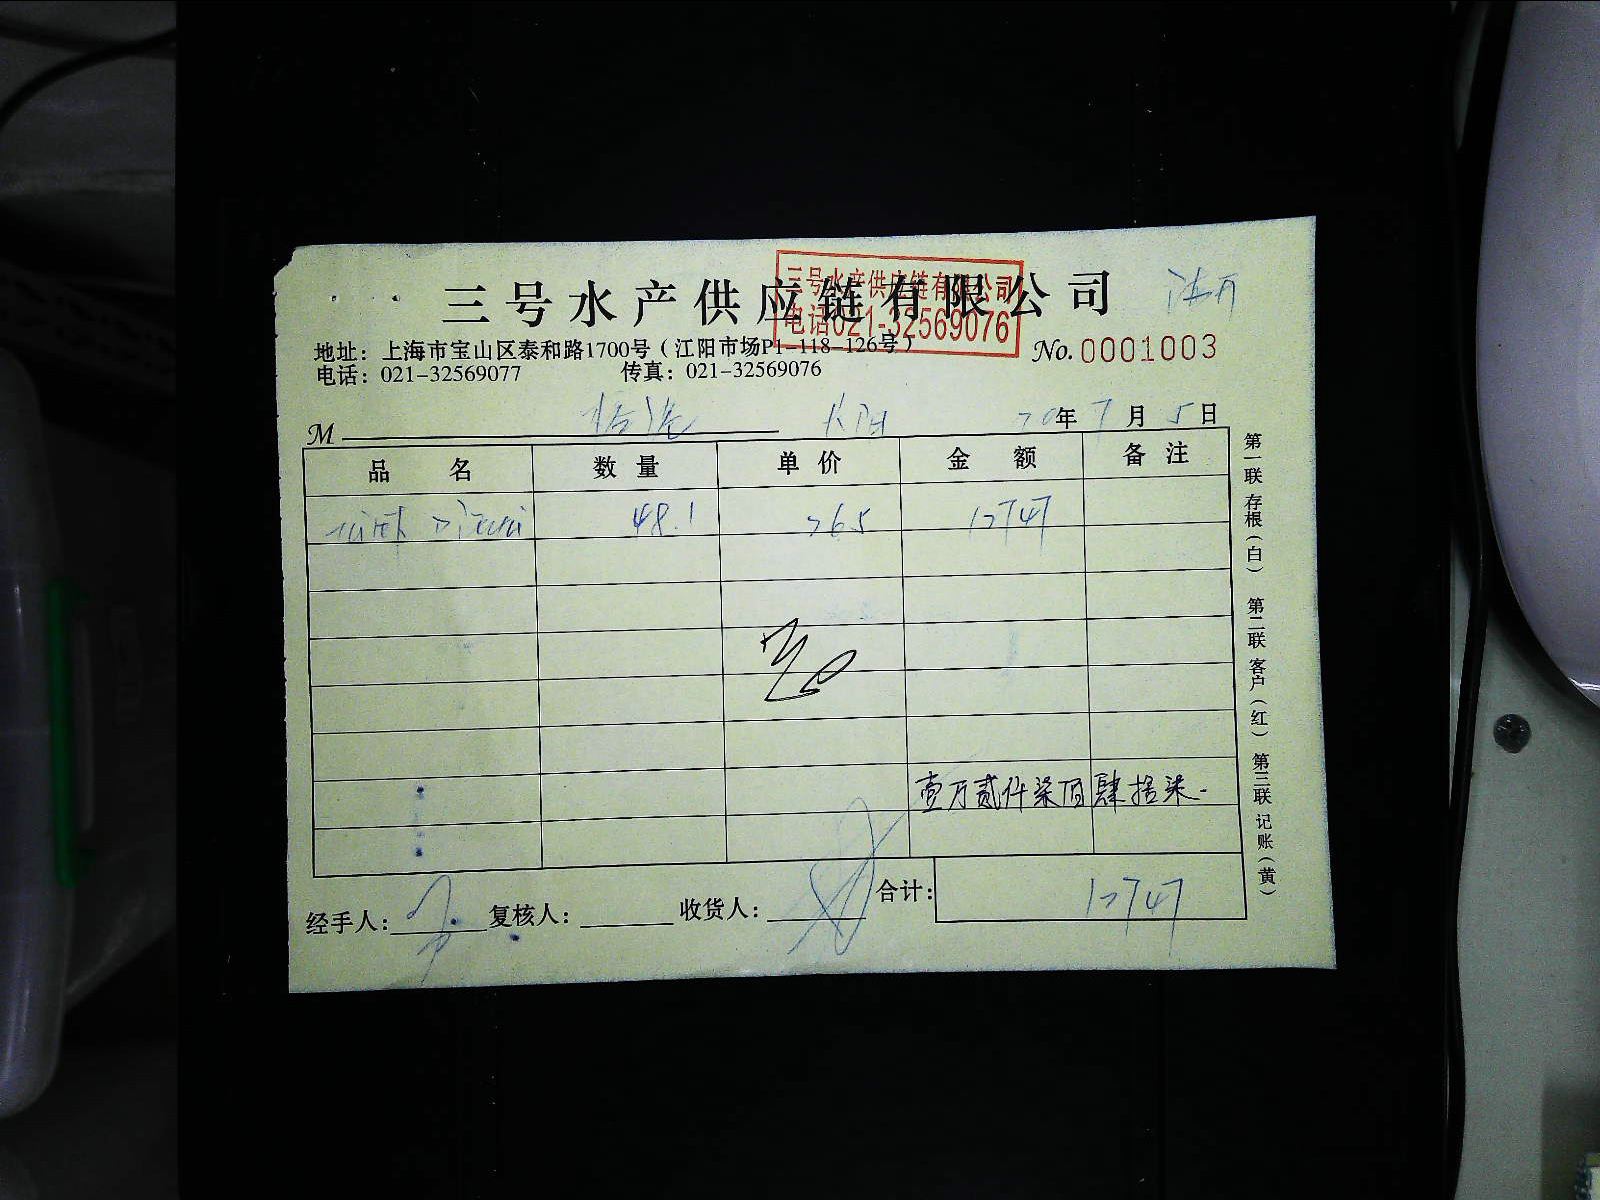 三号水产供应链有限公司
三号水产供应链有限公司
电话021-32569076
地址：上海市宝山区泰和路1700号（江阳市场P1-118-126号）
No.0001003
电话：021-32569077 传真：021-32569076
M
20年7月5日
品名 数量 单价 金额 备注
48.1 265 12747
壹万贰仟柒佰肆拾柒.
经手人： 复核人： 收货人： 合计： 12747
第一联 存根（白） 第二联 客户（红） 第三联 记账（黄）